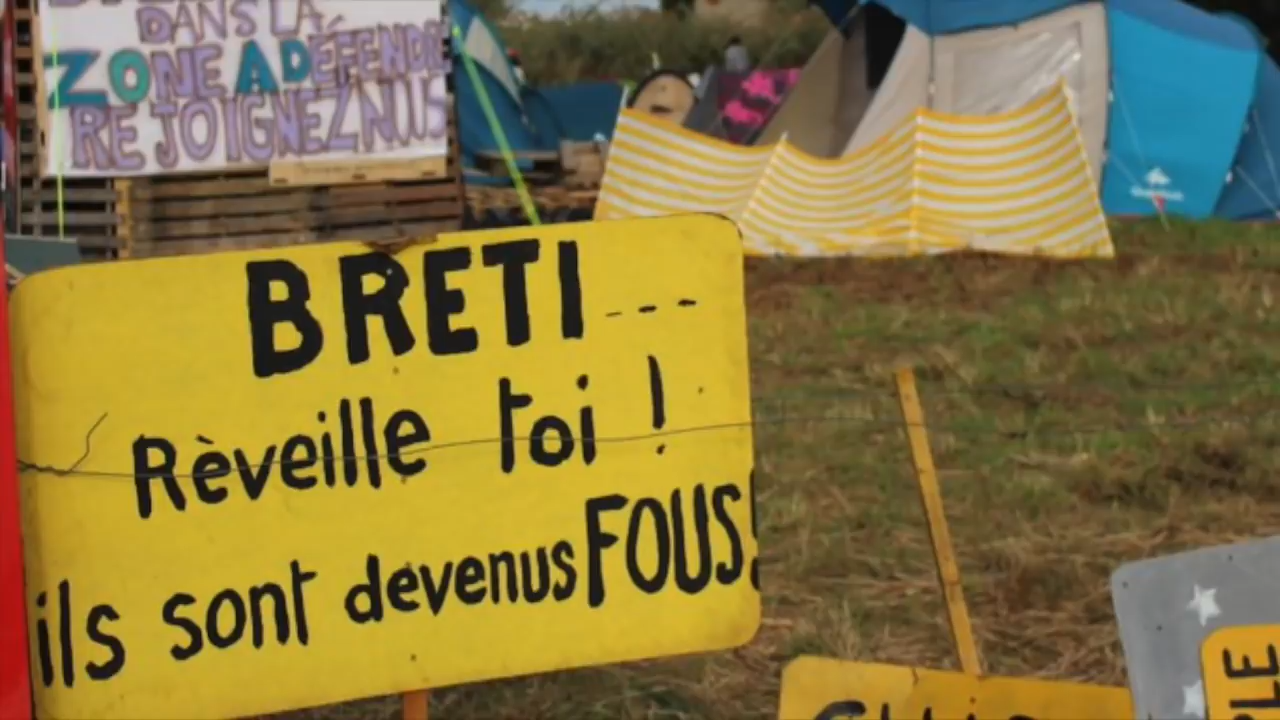 DANS LA
ZONE A DÉFENDRE
REJOIGNEZ NOUS
BRETI---
Rèveille toi !
ils sont devenus FOUS!